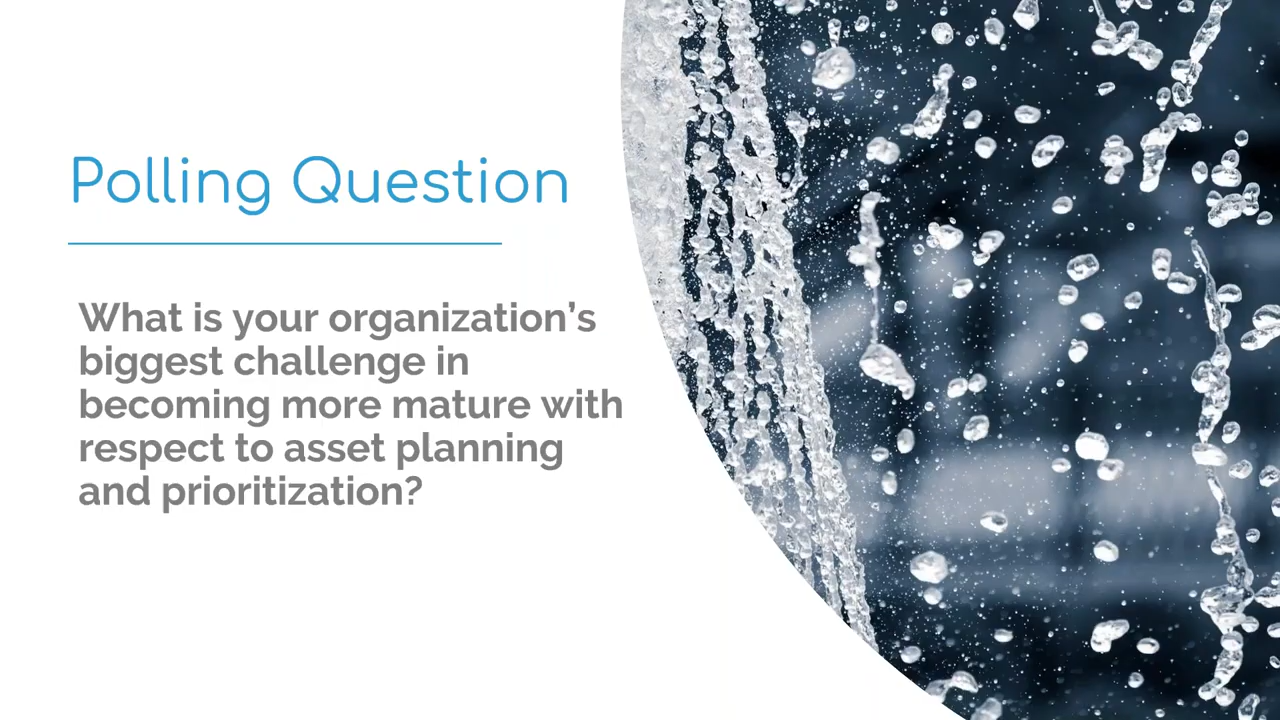 Polling Question
What is your organization’s
biggest challenge in
becoming more mature with
respect to asset planning
and prioritization?